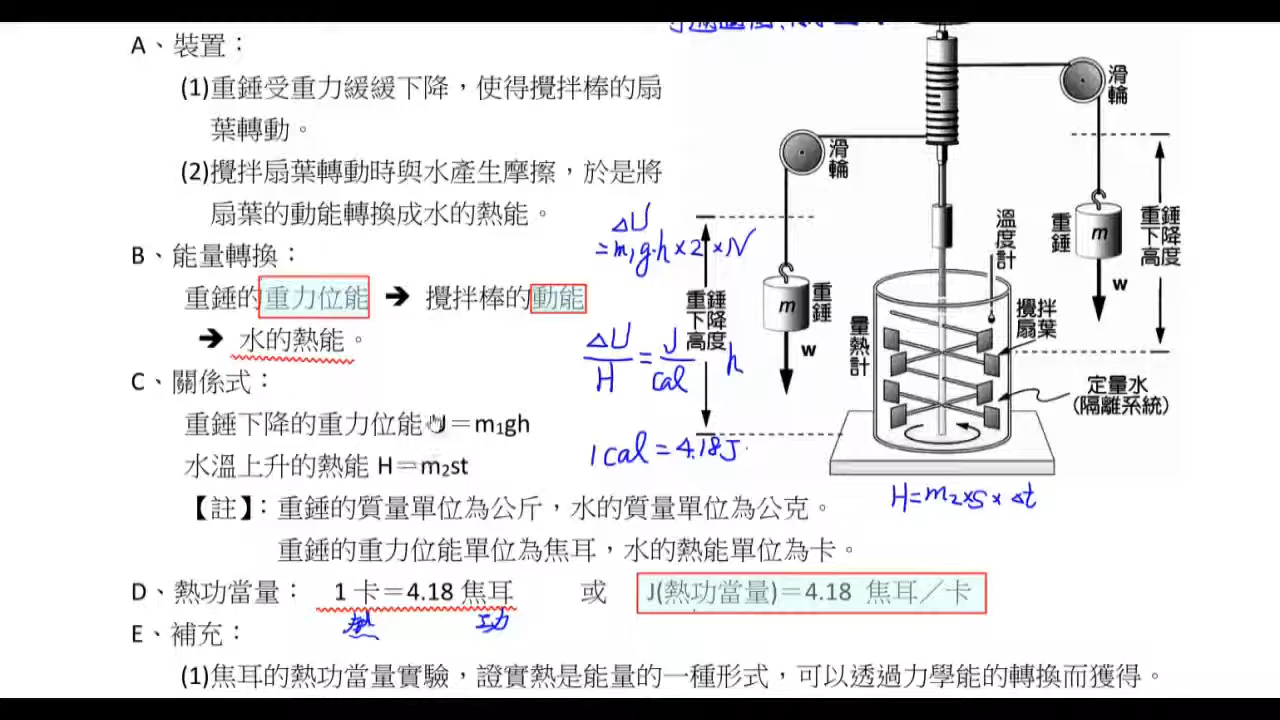 A、裝置：
(1)重錘受重力緩緩下降，使得攪拌棒的扇
葉轉動。
(2)攪拌扇葉轉動時與水產生摩擦，於是將
扇葉的動能轉換成水的熱能。
B、能量轉換：
重錘的重力位能 ➔ 攪拌棒的動能
➔ 水的熱能。
C、關係式：
重錘下降的重力位能 U＝m₁gh
水溫上升的熱能 H＝m₂st
【註】：重錘的質量單位為公斤，水的質量單位為公克。
重錘的重力位能單位為焦耳，水的熱能單位為卡。
D、熱功當量： 1 卡＝4.18 焦耳 或 J(熱功當量)＝4.18 焦耳／卡
熱 功
E、補充：
(1)焦耳的熱功當量實驗，證實熱是能量的一種形式，可以透過力學能的轉換而獲得。
ΔU
=m₁g·h×2×N
ΔU/H=J/cal
1cal=4.18J
H=m₂×s×Δt
滑輪
滑輪
重錘
m
w
重錘下降高度
h
重錘
m
w
重錘下降高度
溫度計
攪拌扇葉
量熱計
定量水
(隔離系統)